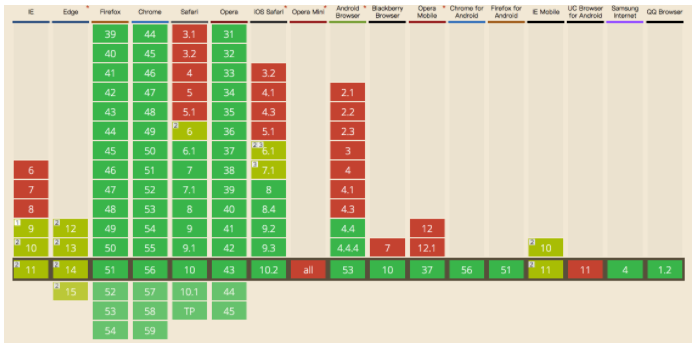 IE Edge * Firefox Chrome Safari Opera iOS Safari * Opera Mini * Android Browser * Blackberry Browser Opera Mobile * Chrome for Android Firefox for Android IE Mobile UC Browser for Android Samsung Internet QQ Browser
39 44 3.1 31
40 45 3.2 32
41 46 4 33 3.2
42 47 5 34 4.1 2.1
43 48 5.1 35 4.3 2.2
44 49 2 6 36 5.1 2.3
45 50 6.1 37 2 3 6.1 3
6 46 51 7 38 3 7.1 4
7 47 52 7.1 39 8 4.1
8 48 53 8 40 8.4 4.3
1 9 2 12 49 54 9 41 9.2 4.4 12
2 10 2 13 50 55 9.1 42 9.3 4.4.4 7 12.1 2 10
2 11 2 14 51 56 10 43 10.2 all 53 10 37 56 51 2 11 11 4 1.2
2 15 52 57 10.1 44
53 58 TP 45
54 59